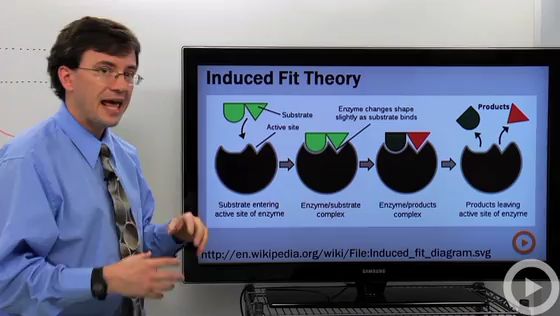 Induced Fit Theory
Substrate
Active site
Enzyme changes shape
slightly as substrate binds
Products
Substrate entering
active site of enzyme
Enzyme/substrate
complex
Enzyme/products
complex
Products leaving
active site of enzyme
http://en.wikipedia.org/wiki/File:Induced_fit_diagram.svg
SAMSUNG